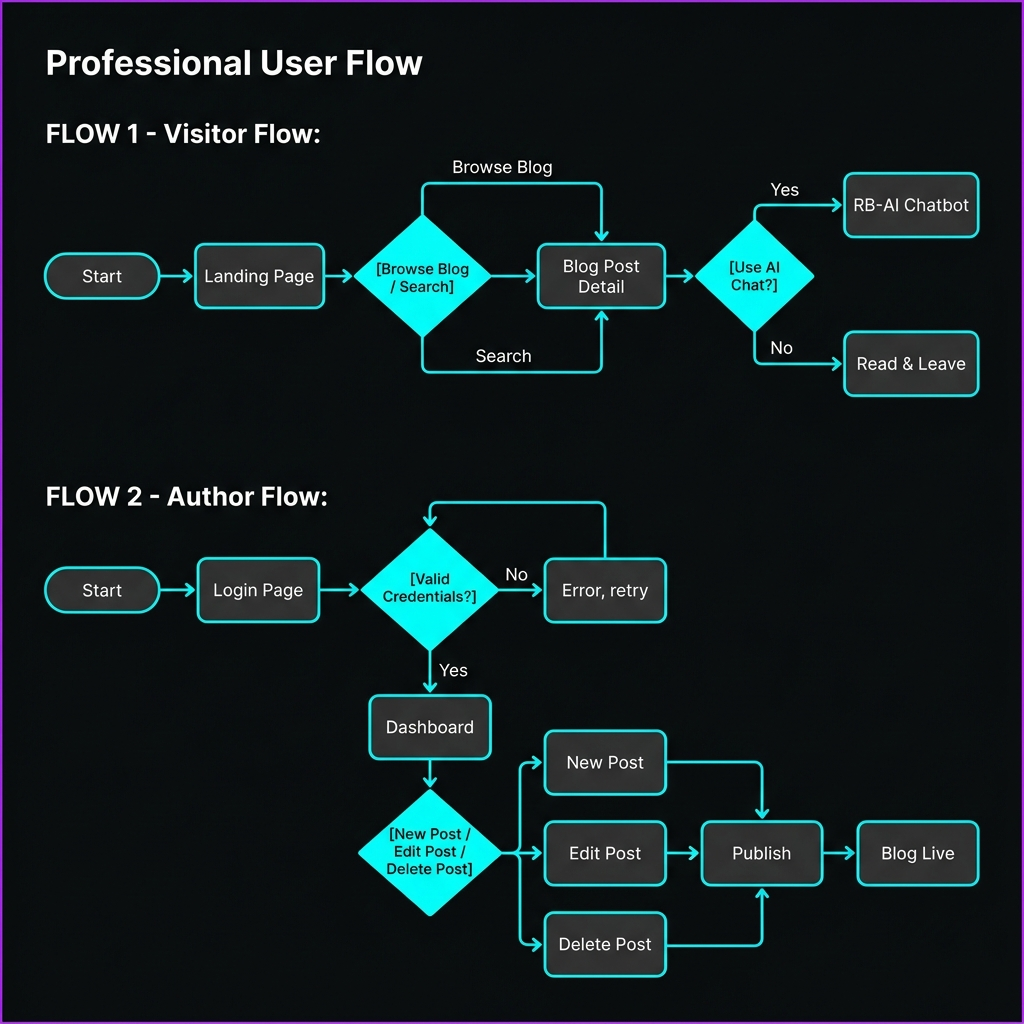 Professional User Flow
FLOW 1 - Visitor Flow:
Browse Blog
Yes
RB-AI Chatbot
Start
Landing Page
[Browse Blog
/ Search]
Blog Post
Detail
[Use AI
Chat?]
Search
No
Read & Leave
FLOW 2 - Author Flow:
Start
Login Page
[Valid
Credentials?]
No
Error, retry
Yes
Dashboard
New Post
[New Post /
Edit Post /
Delete Post]
Edit Post
Publish
Blog Live
Delete Post